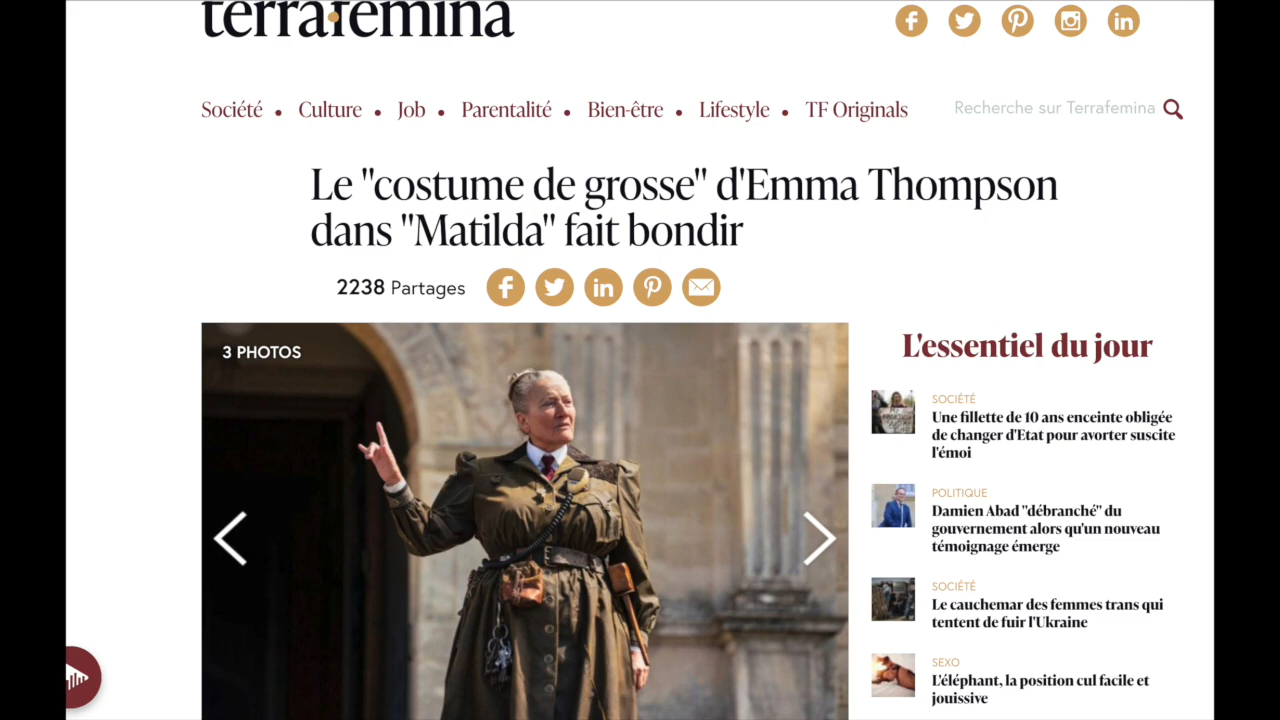 terrafemina
Société • Culture • Job • Parentalité • Bien-être • Lifestyle • TF Originals
Recherche sur Terrafemina
Le "costume de grosse" d'Emma Thompson
dans "Matilda" fait bondir
2238 Partages
3 PHOTOS
L'essentiel du jour
SOCIÉTÉ
Une fillette de 10 ans enceinte obligée
de changer d'Etat pour avorter suscite
l'émoi
POLITIQUE
Damien Abad "débranché" du
gouvernement alors qu'un nouveau
témoignage émerge
SOCIÉTÉ
Le cauchemar des femmes trans qui
tentent de fuir l'Ukraine
SEXO
L'éléphant, la position cul facile et
jouissive